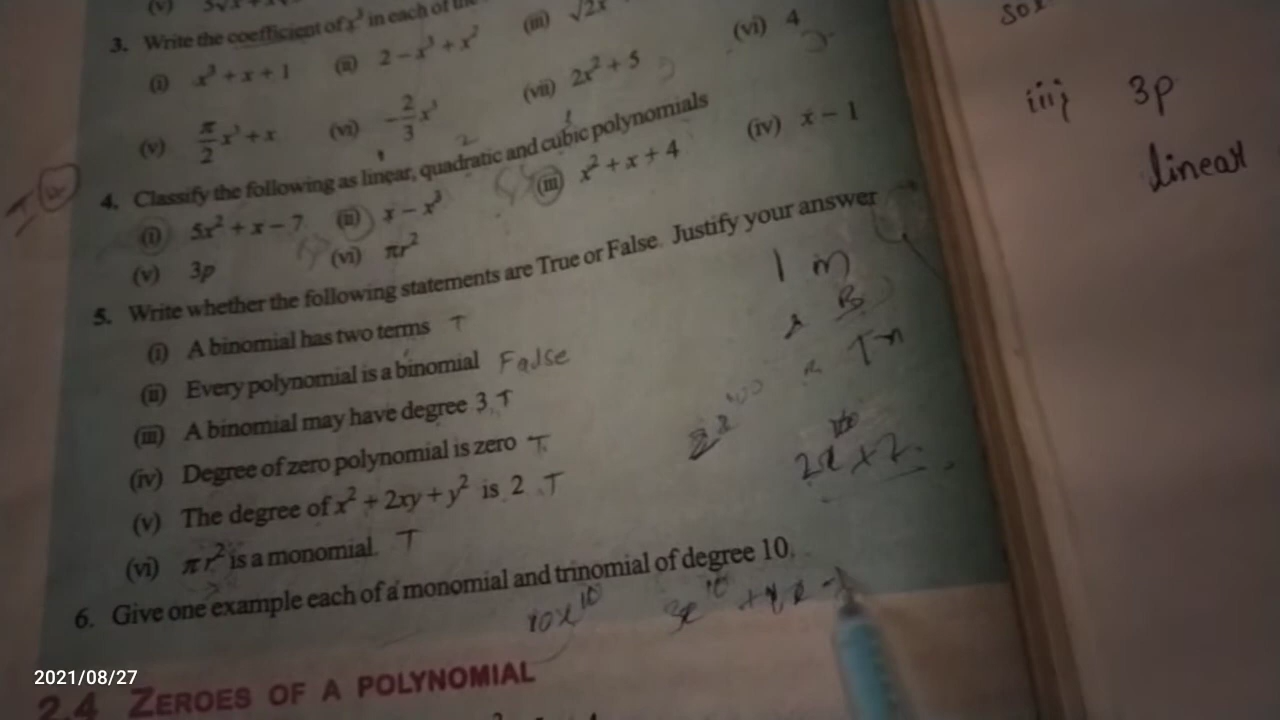 3. Write the coefficient of x³ in each of the
(i) x³ + x + 1 (ii) 2 − x³ + x² (iii) √2x
(v) π/2 x³ + x (vi) −2/3 x³ (vii) 2x² + 5 (vi) 4
4. Classify the following as linear, quadratic and cubic polynomials
(i) 5x² + x − 7 (ii) x − x³ (iii) x² + x + 4 (iv) x − 1
(v) 3p (vi) πr²
5. Write whether the following statements are True or False. Justify your answer
(i) A binomial has two terms T
(ii) Every polynomial is a binomial False
(iii) A binomial may have degree 3 T
(iv) Degree of zero polynomial is zero T
(v) The degree of x² + 2xy + y² is 2 T
(vi) πr² is a monomial. T
6. Give one example each of a monomial and trinomial of degree 10.
10x¹⁰
2.4 ZEROES OF A POLYNOMIAL
iii) 3p
linear
2021/08/27